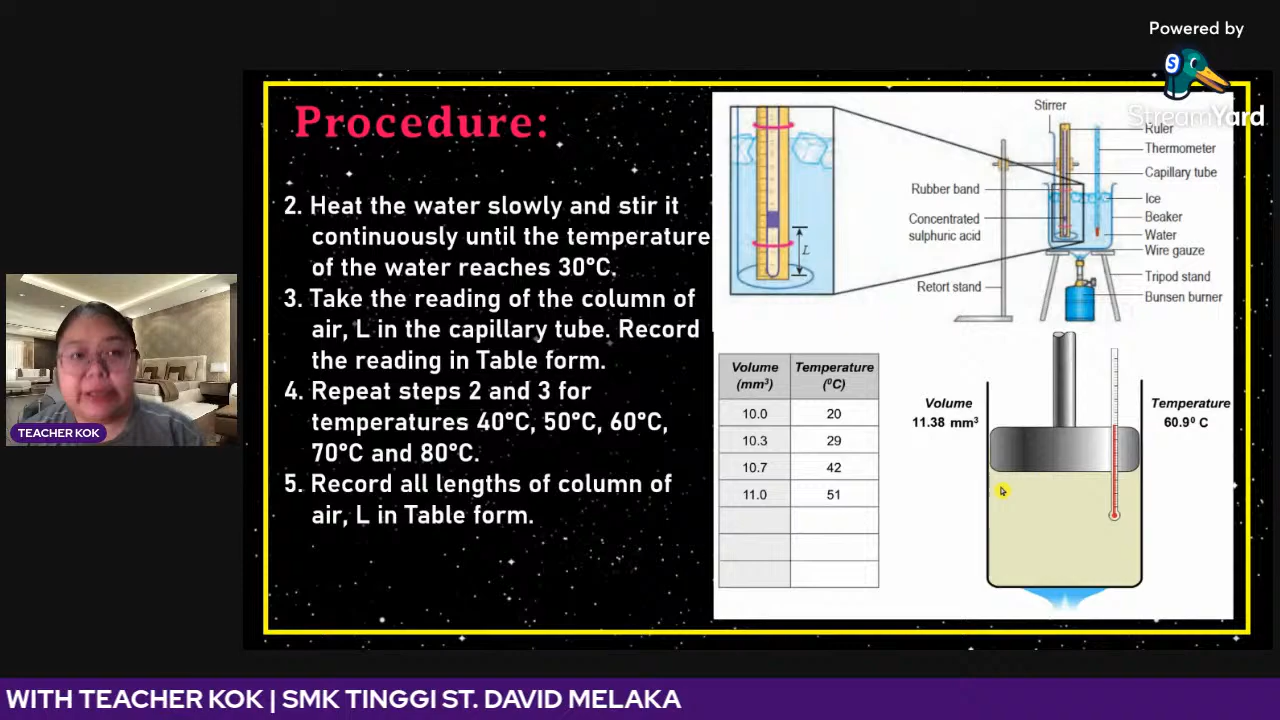 Powered by
S
StreamYard
Procedure:
2. Heat the water slowly and stir it
continuously until the temperature
of the water reaches 30°C.
3. Take the reading of the column of
air, L in the capillary tube. Record
the reading in Table form.
4. Repeat steps 2 and 3 for
temperatures 40°C, 50°C, 60°C,
70°C and 80°C.
5. Record all lengths of column of
air, L in Table form.
L
Stirrer
Ruler
Thermometer
Capillary tube
Rubber band
Ice
Concentrated
sulphuric acid
Beaker
Water
Wire gauze
Retort stand
Tripod stand
Bunsen burner
Volume Temperature
(mm³) (⁰C)
10.0 20
10.3 29
10.7 42
11.0 51
Volume
11.38 mm³
Temperature
60.9⁰ C
TEACHER KOK
WITH TEACHER KOK | SMK TINGGI ST. DAVID MELAKA